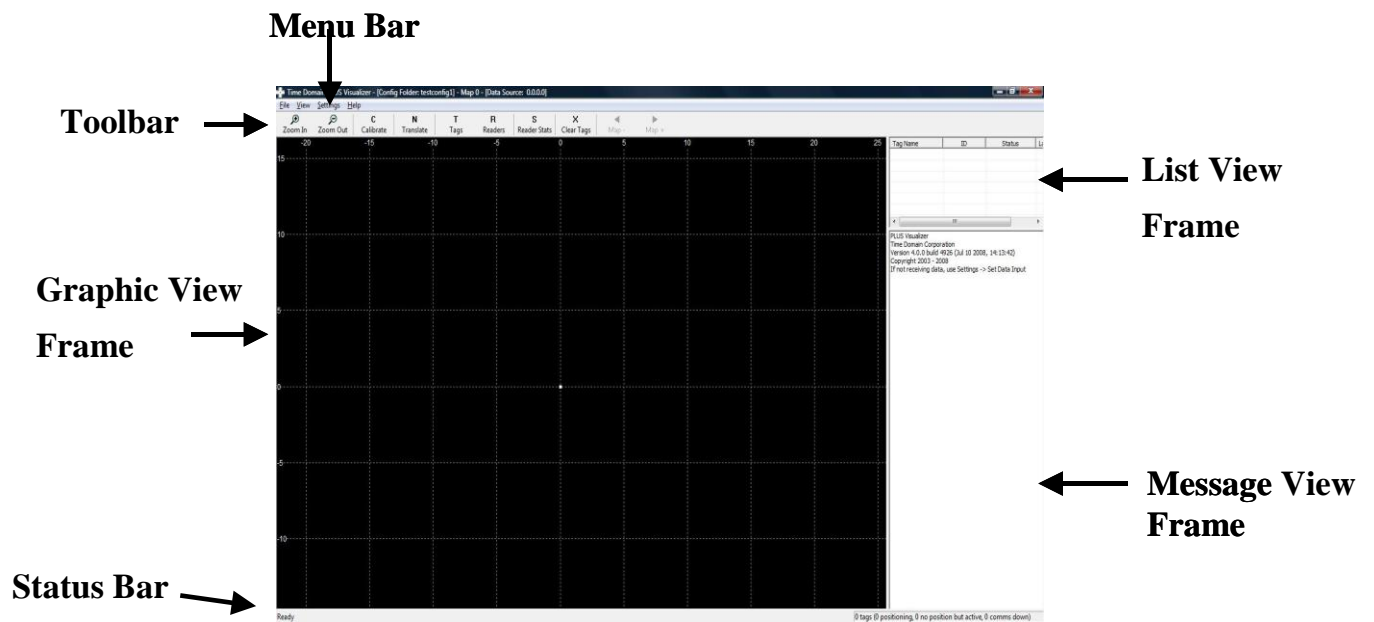 Menu Bar
Time Domain PLUS Visualizer - [Config Folder: testconfig1] - Map 0 - [Data Source: 0.0.0.0]
File View Settings Help
Toolbar
C N T R S X
Zoom In Zoom Out Calibrate Translate Tags Readers Reader Stats Clear Tags Map - Map +
-20 -15 -10 -5 0 5 10 15 20 25
Tag Name ID Status
15
List View
Frame
10
PLUS Visualizer
Time Domain Corporation
Version 4.0.0 build 4926 (Jul 10 2008, 14:13:42)
Copyright 2003 - 2008
If not receiving data, use Settings -> Set Data Input
Graphic View
Frame
5
0
-5
Message View
Frame
-10
Status Bar
Ready
0 tags (0 positioning, 0 no position but active, 0 comms down)